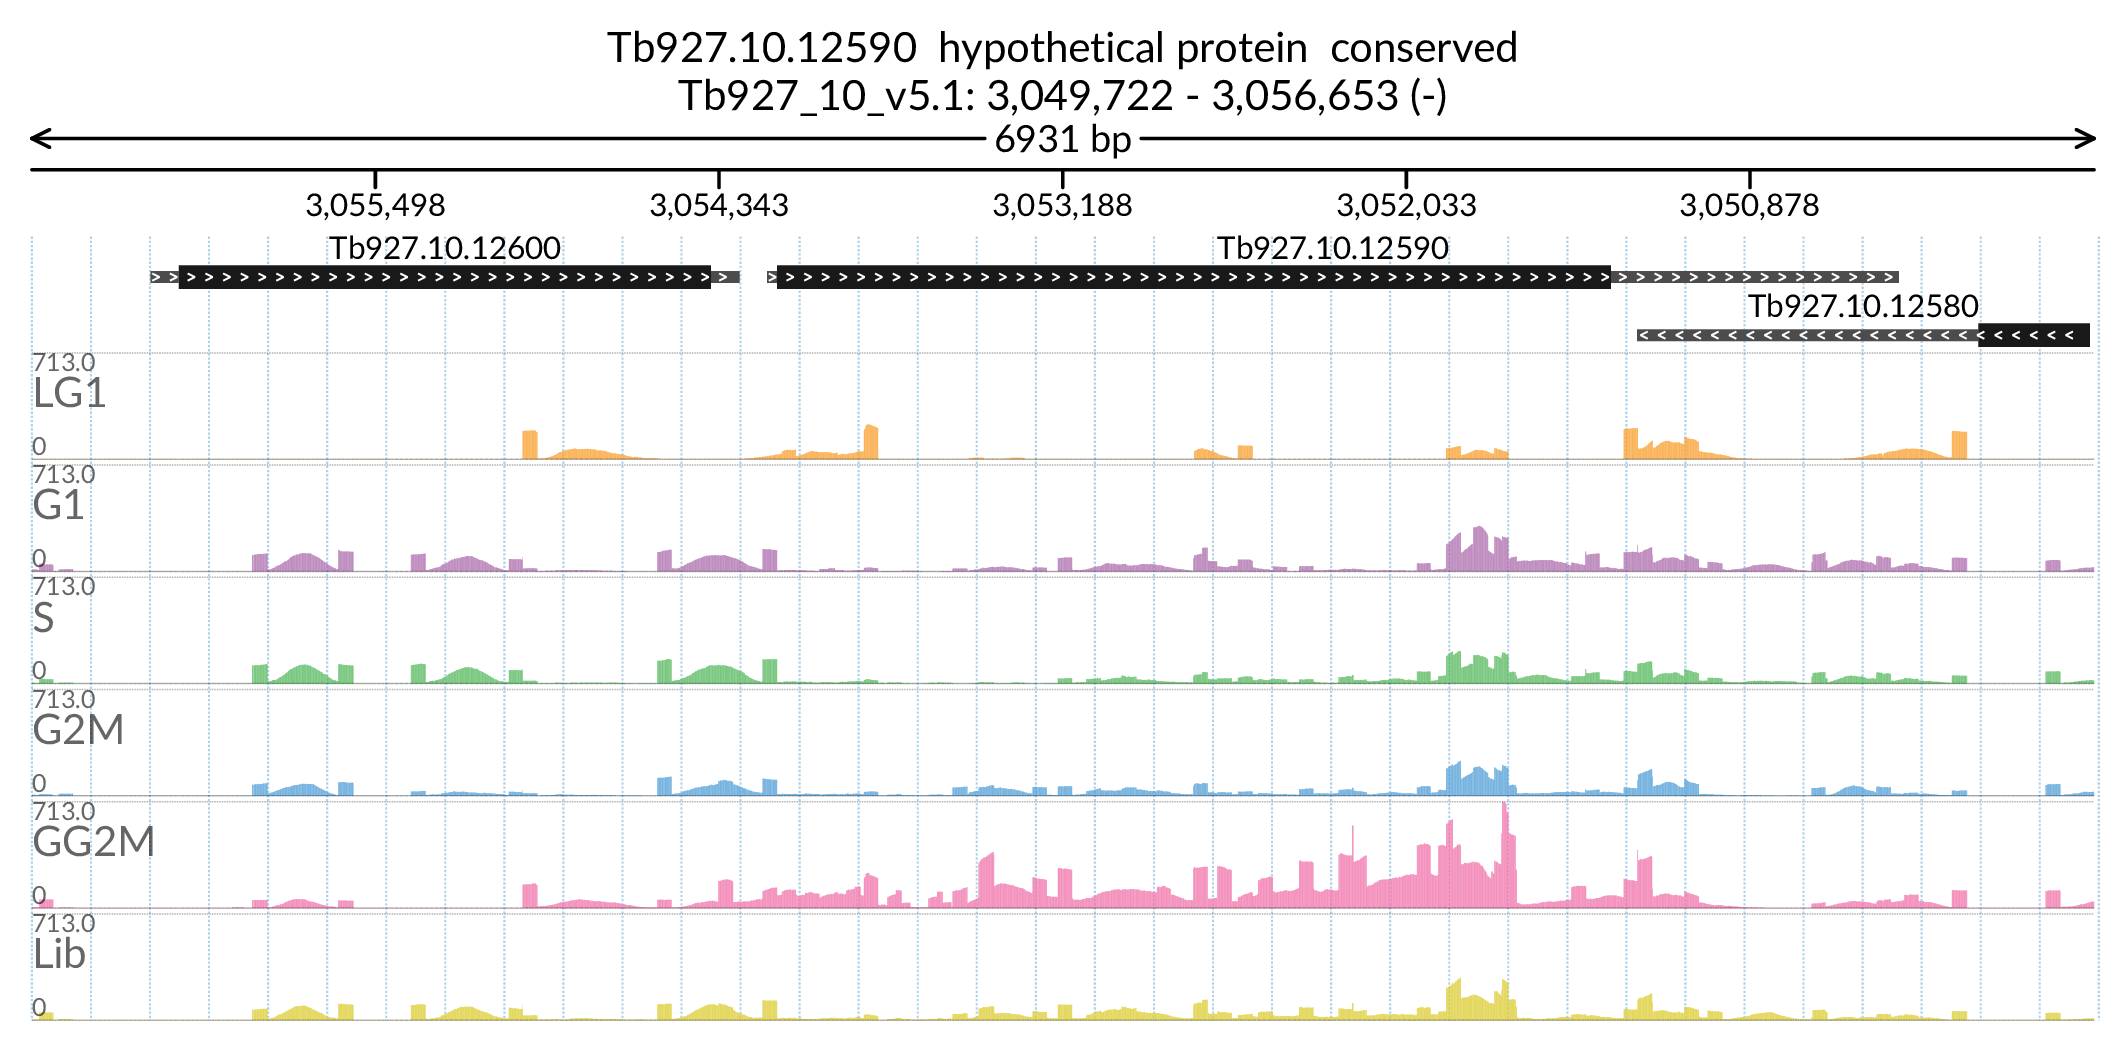 Tb927.10.12590 hypothetical protein conserved
Tb927_10_v5.1: 3,049,722 - 3,056,653 (-)
6931 bp
3,055,498 3,054,343 3,053,188 3,052,033 3,050,878
Tb927.10.12600 Tb927.10.12590
Tb927.10.12580
713.0
LG1
0
713.0
G1
0
713.0
S
0
713.0
G2M
0
713.0
GG2M
0
713.0
Lib
0